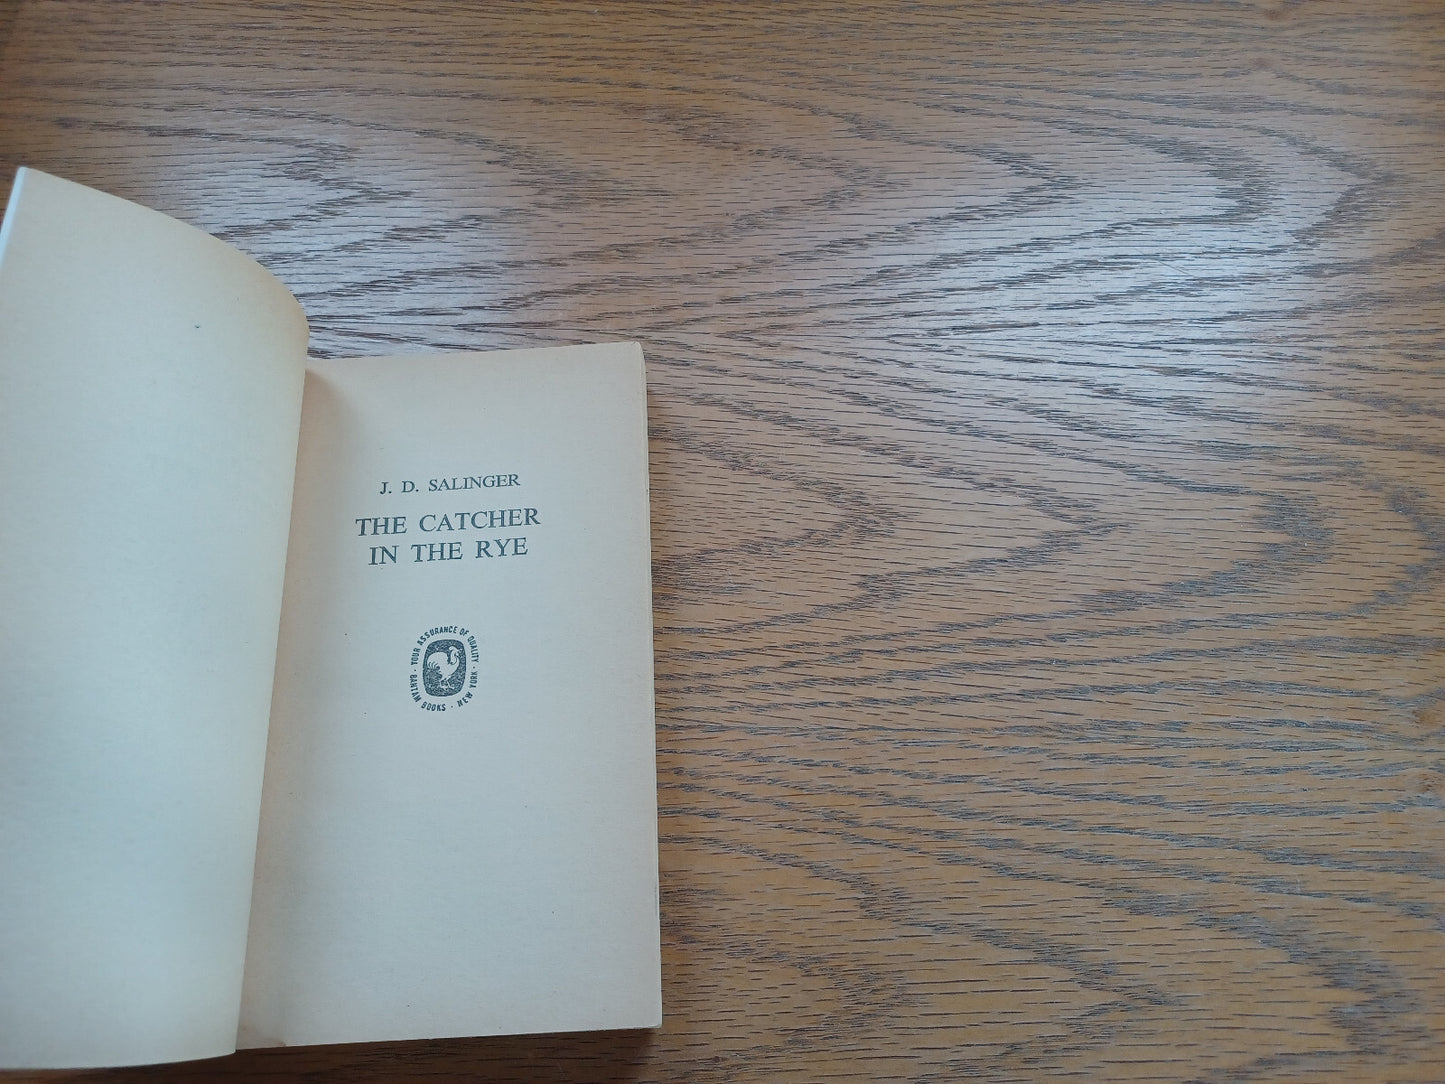 J. D. SALINGER
THE CATCHER
IN THE RYE
YOUR ASSURANCE OF QUALITY
BANTAM BOOKS · NEW YORK ·